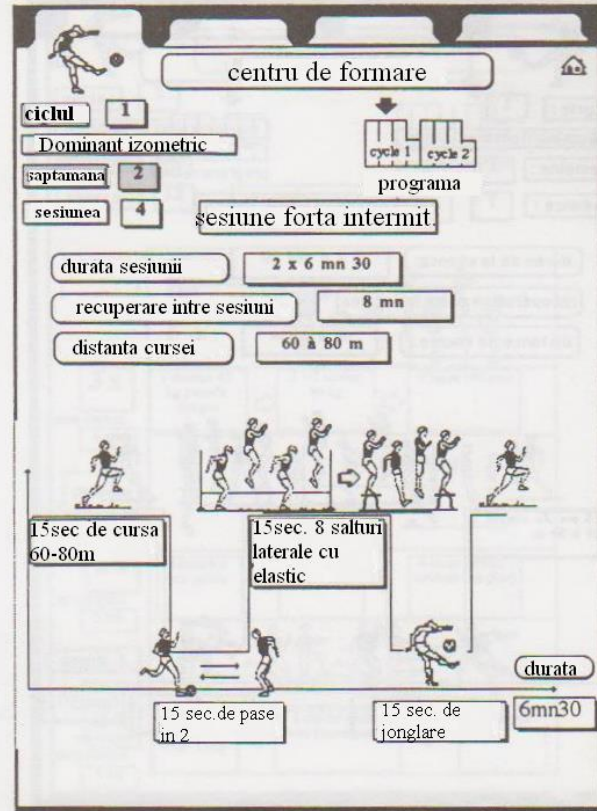 centru de formare
ciclul 1
Dominant izometric
cycle 1 cycle 2
saptamana 2
programa
sesiunea 4
sesiune forta intermit.
durata sesiunii 2 x 6 mn 30
recuperare intre sesiuni 8 mn
distanta cursei 60 à 80 m
15sec de cursa
60-80m
15sec. 8 salturi
laterale cu
elastic
durata
6mn30
15 sec.de pase
in 2
15 sec. de
jonglare